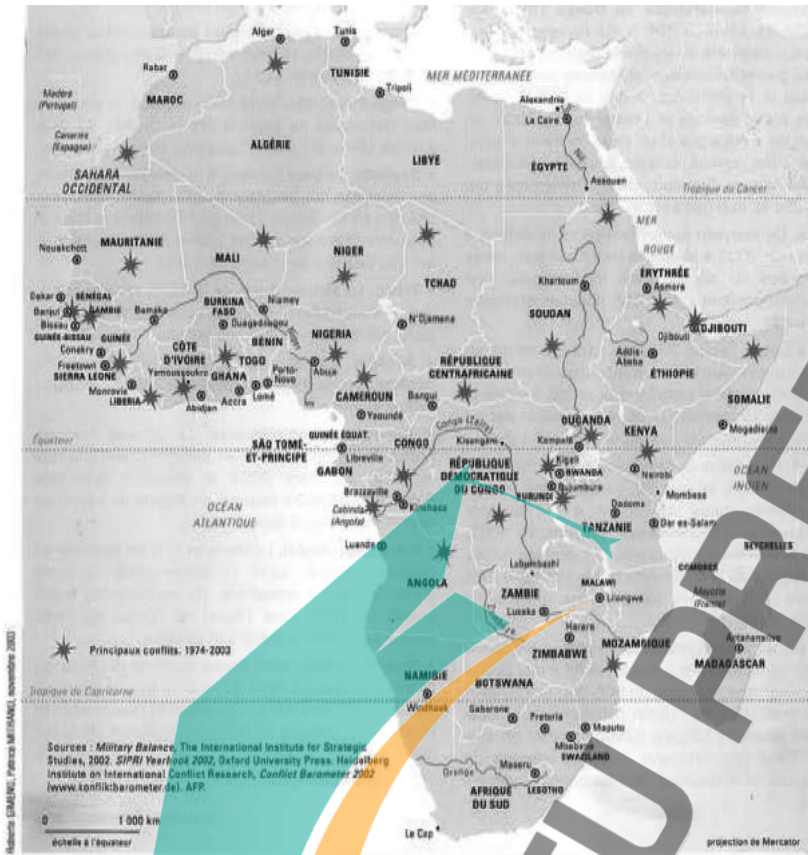 Alger
Tunis
Rabat
TUNISIE
MER MÉDITERRANÉE
Tripoli
MAROC
Madère
(Portugal)
Canaries
(Espagne)
Alexandrie
Le Caire
ALGÉRIE
LIBYE
ÉGYPTE
Nil
SAHARA
OCCIDENTAL
Assouan
Tropique du Cancer
MER
ROUGE
MAURITANIE
MALI
NIGER
TCHAD
Nouakchott
Khartoum
ÉRYTHRÉE
Asmara
Dakar
SÉNÉGAL
Banjul
GAMBIE
Bissau
GUINÉE-BISSAU
Bamako
BURKINA
FASO
Niamey
Ouagadougou
N'Djamena
SOUDAN
DJIBOUTI
Djibouti
GUINÉE
Conakry
Freetown
SIERRA LEONE
CÔTE
D'IVOIRE
Yamoussoukro
BÉNIN
TOGO
GHANA
Porto-
Novo
NIGERIA
Abuja
Addis-
Abeba
ÉTHIOPIE
RÉPUBLIQUE
CENTRAFRICAINE
Monrovia
LIBERIA
Abidjan
Accra
Lomé
CAMEROUN
Bangui
Yaoundé
SOMALIE
Mogadiscio
OUGANDA
KENYA
Kampala
Congo (Zaïre)
Kisangani
Équateur
SÃO TOMÉ-
ET-PRINCIPE
GUINÉE ÉQUAT.
Libreville
GABON
CONGO
RÉPUBLIQUE
DÉMOCRATIQUE
DU CONGO
Kigali
RWANDA
Bujumbura
BURUNDI
Nairobi
Mombasa
OCÉAN
INDIEN
OCÉAN
ATLANTIQUE
Brazzaville
Cabinda
(Angola)
Kinshasa
Dodoma
TANZANIE
Dar es-Salam
SEYCHELLES
Luanda
Lubumbashi
COMORES
ANGOLA
ZAMBIE
MALAWI
Lilongwe
Mayotte
(France)
Lusaka
Harare
ZIMBABWE
MOZAMBIQUE
Antananarivo
MADAGASCAR
Principaux conflits. 1974-2003
NAMIBIE
Windhoek
BOTSWANA
Tropique du Capricorne
Gaborone
Pretoria
Maputo
Mbabane
SWAZILAND
Maseru
LESOTHO
Orange
AFRIQUE
DU SUD
Le Cap
Sources : Military Balance, The International Institute for Strategic
Studies, 2002. SIPRI Yearbook 2002, Oxford University Press. Heidelberg
Institute on International Conflict Research, Conflict Barometer 2002
(www.konfliktbarometer.de). AFP.
0 1 000 km
échelle à l'équateur
projection de Mercator
novembre 2003
TU PRE